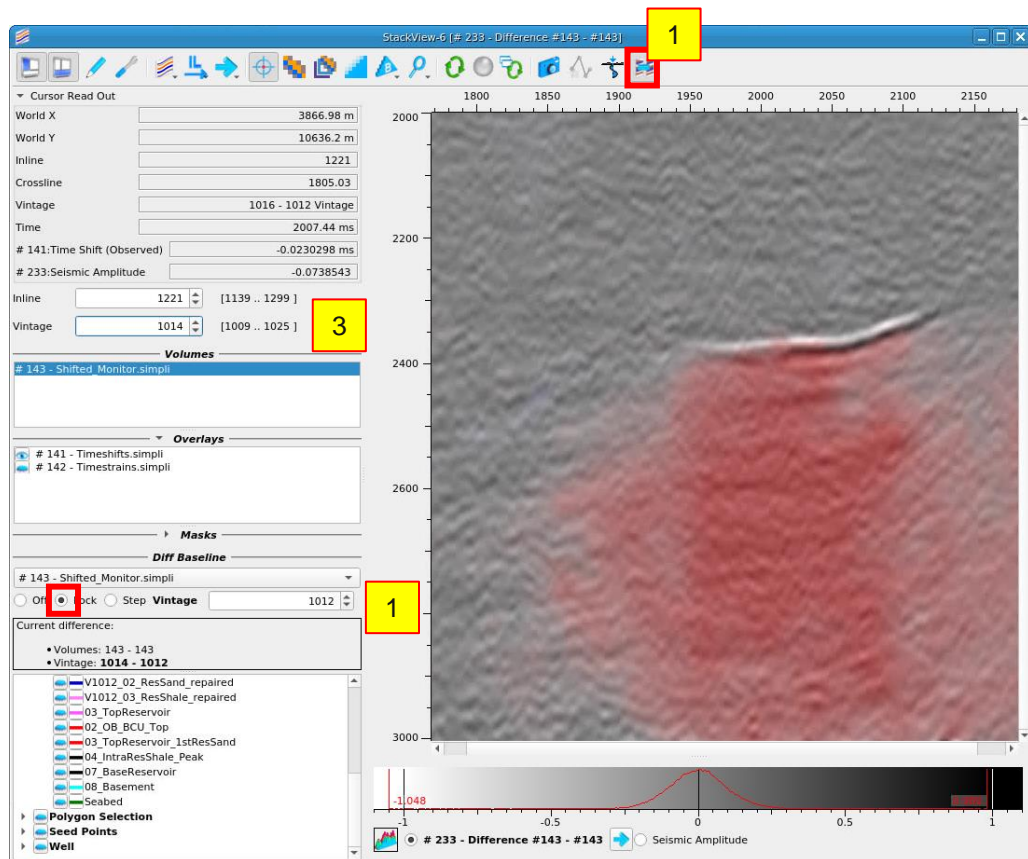 StackView-6 [# 233 - Difference #143 - #143]
1
Cursor Read Out
World X 3866.98 m
World Y 10636.2 m
Inline 1221
Crossline 1805.03
Vintage 1016 - 1012 Vintage
Time 2007.44 ms
# 141:Time Shift (Observed) -0.0230298 ms
# 233:Seismic Amplitude -0.0738543
Inline 1221 [1139 .. 1299 ]
Vintage 1014 [1009 .. 1025 ]
3
Volumes
# 143 - Shifted_Monitor.simpli
Overlays
# 141 - Timeshifts.simpli
# 142 - Timestrains.simpli
Masks
Diff Baseline
# 143 - Shifted_Monitor.simpli
Off Lock Step Vintage 1012
1
Current difference:
• Volumes: 143 - 143
• Vintage: 1014 - 1012
V1012_02_ResSand_repaired
V1012_03_ResShale_repaired
03_TopReservoir
02_OB_BCU_Top
03_TopReservoir_1stResSand
04_IntraResShale_Peak
07_BaseReservoir
08_Basement
Seabed
Polygon Selection
Seed Points
Well
1800 1850 1900 1950 2000 2050 2100 2150
2000
2200
2400
2600
2800
3000
-1.048
-1 -0.5 0 0.5 1
# 233 - Difference #143 - #143 Seismic Amplitude